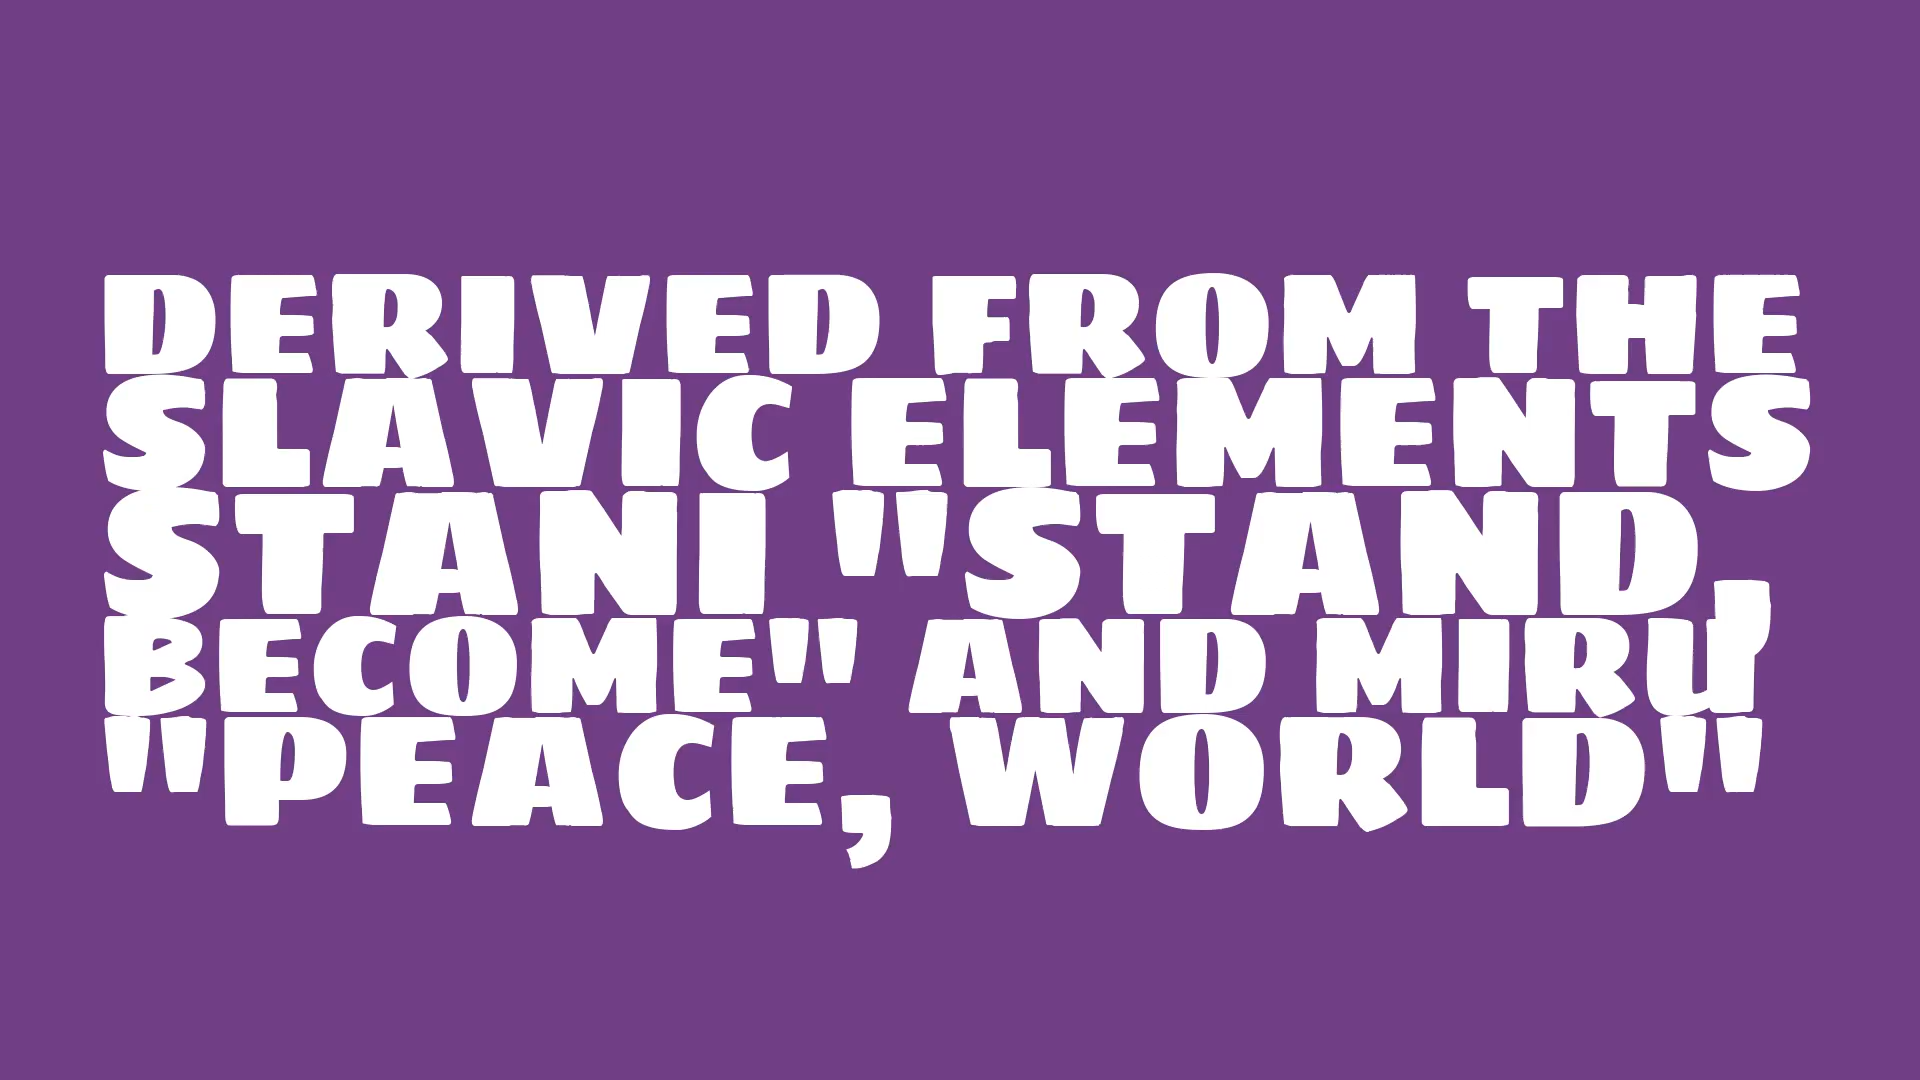 DERIVED FROM THE
SLAVIC ELEMENTS
STANI "STAND,
BECOME" AND MIRU
"PEACE, WORLD"